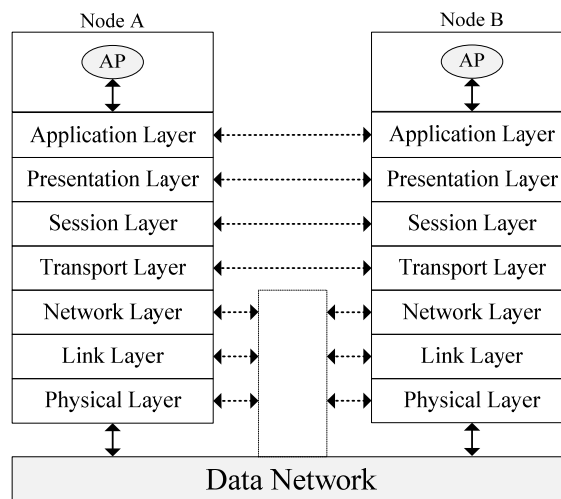 Node A
Node B
AP
AP
Application Layer
Application Layer
Presentation Layer
Presentation Layer
Session Layer
Session Layer
Transport Layer
Transport Layer
Network Layer
Network Layer
Link Layer
Link Layer
Physical Layer
Physical Layer
Data Network